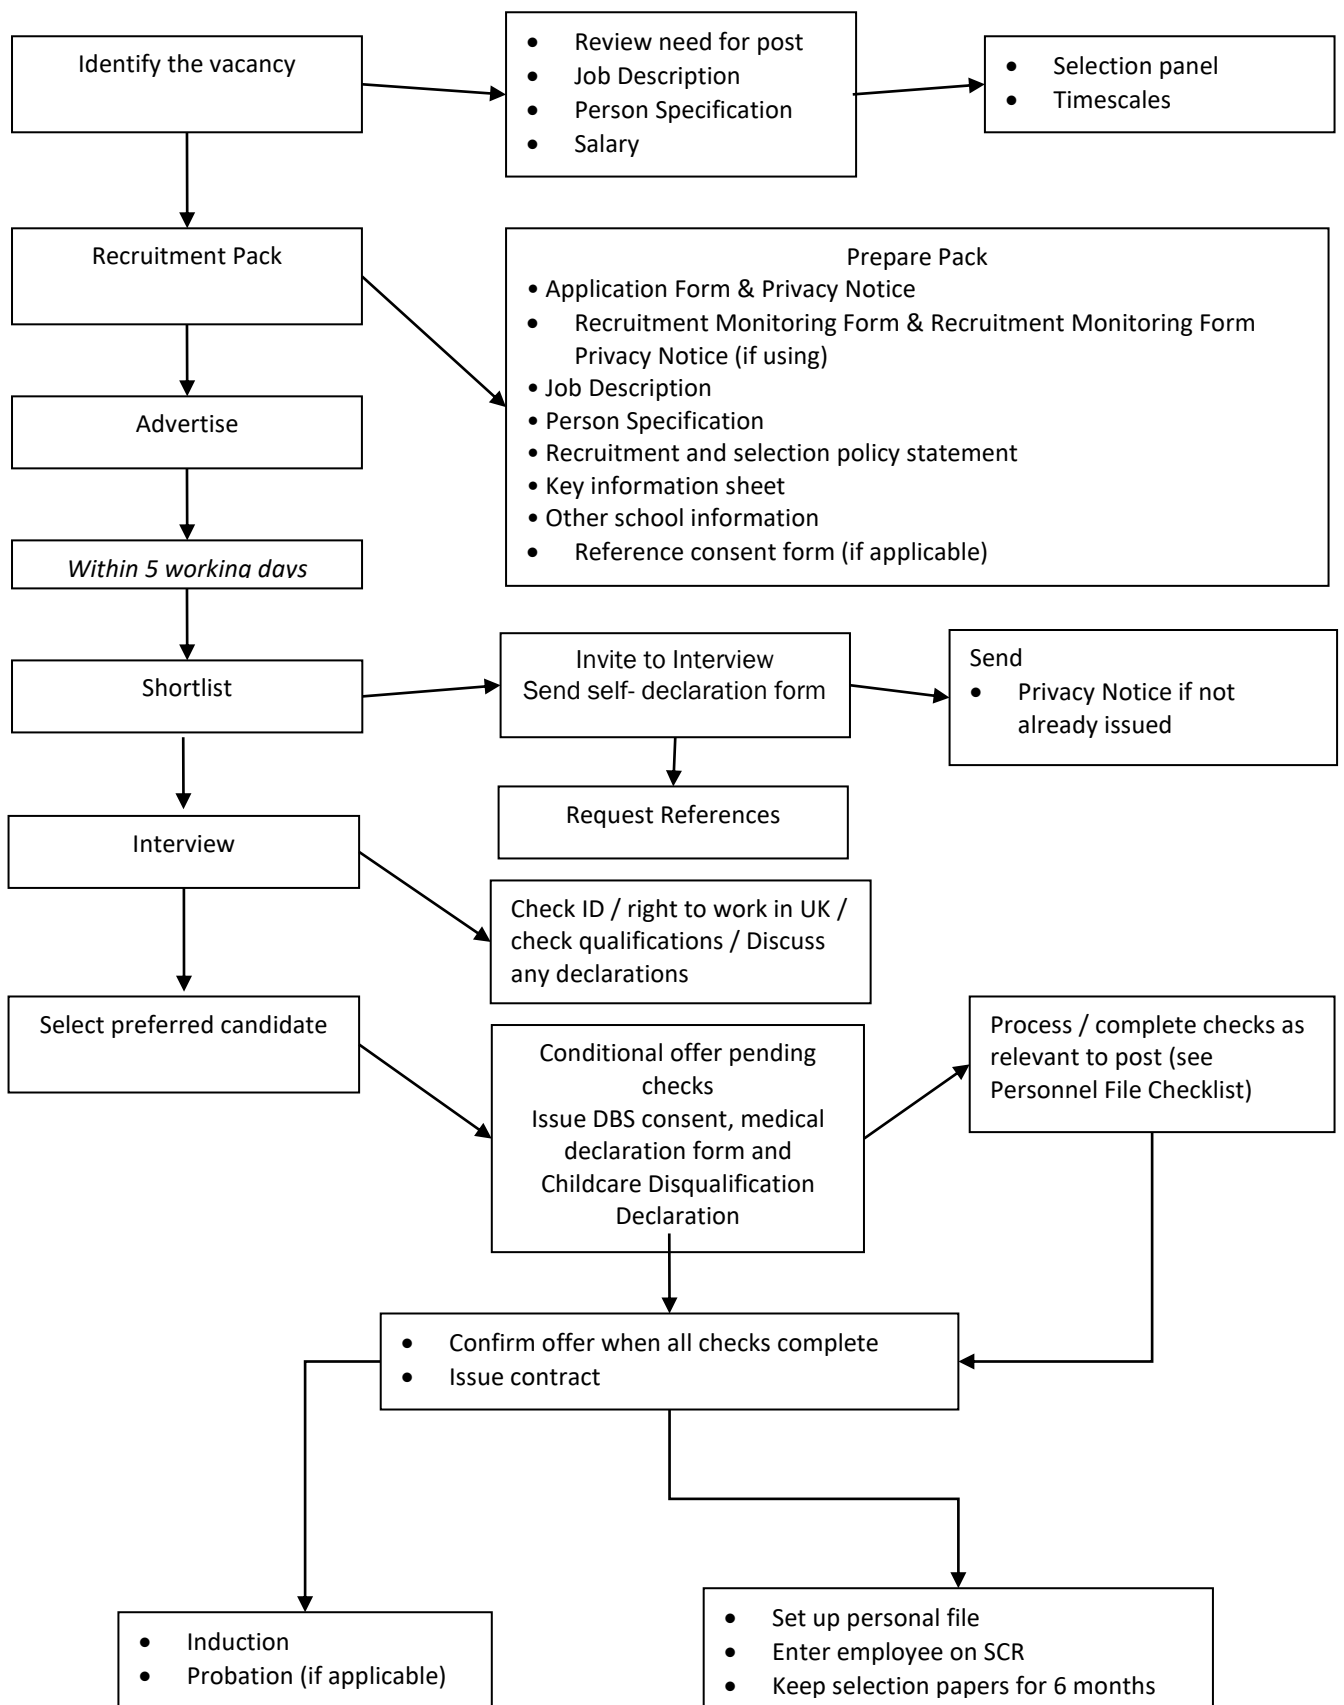 Identify the vacancy
• Review need for post
• Job Description
• Person Specification
• Salary
• Selection panel
• Timescales
Recruitment Pack
Prepare Pack
• Application Form & Privacy Notice
• Recruitment Monitoring Form & Recruitment Monitoring Form
Privacy Notice (if using)
• Job Description
• Person Specification
• Recruitment and selection policy statement
• Key information sheet
• Other school information
• Reference consent form (if applicable)
Advertise
Within 5 working days
Shortlist
Invite to Interview
Send self- declaration form
Send
• Privacy Notice if not
already issued
Request References
Interview
Check ID / right to work in UK /
check qualifications / Discuss
any declarations
Select preferred candidate
Conditional offer pending
checks
Issue DBS consent, medical
declaration form and
Childcare Disqualification
Declaration
Process / complete checks as
relevant to post (see
Personnel File Checklist)
• Confirm offer when all checks complete
• Issue contract
• Induction
• Probation (if applicable)
• Set up personal file
• Enter employee on SCR
• Keep selection papers for 6 months